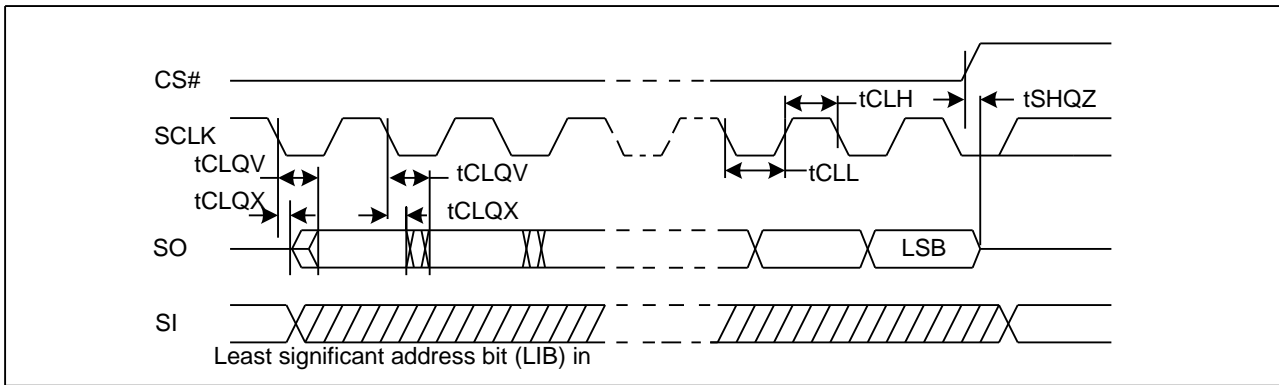 CS#
tCLH
tSHQZ
SCLK
tCLQV
tCLQV
tCLL
tCLQX
tCLQX
SO
LSB
SI
Least significant address bit (LIB) in